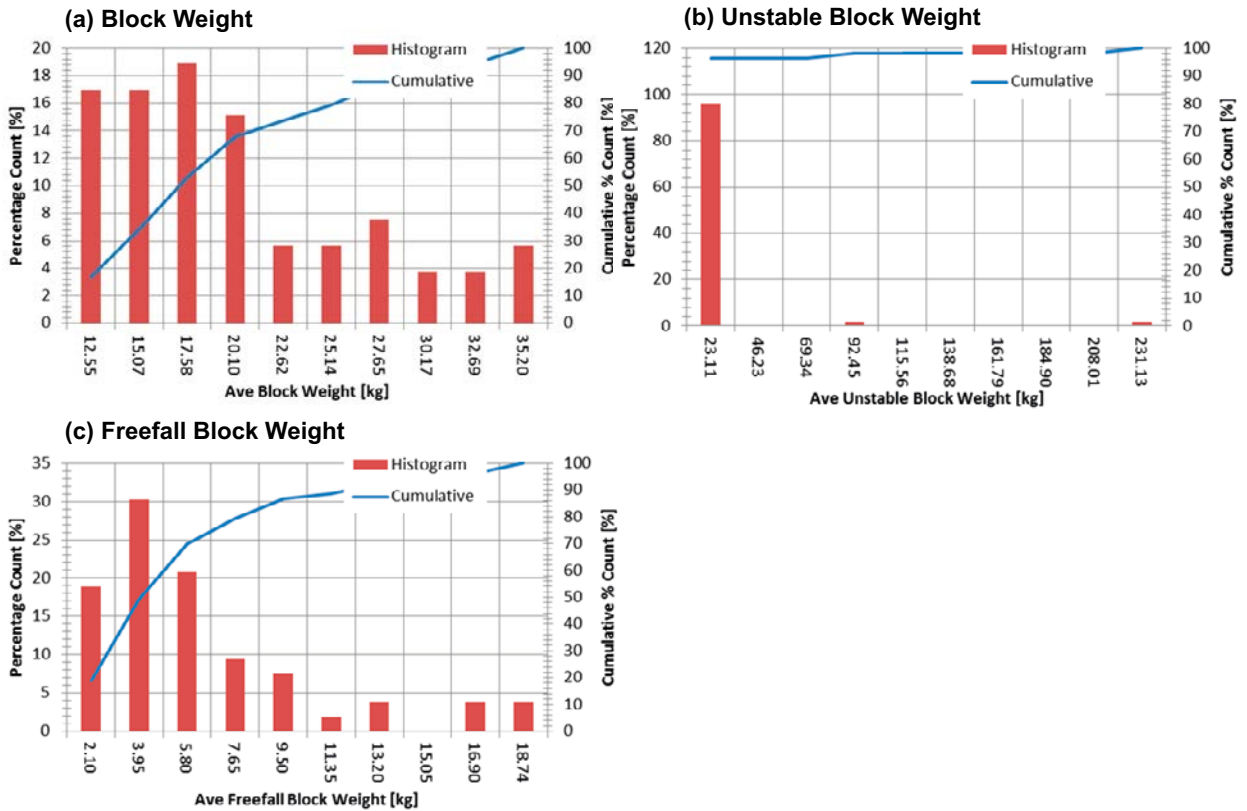 (a) Block Weight
Percentage Count [%]
20
18
16
14
12
10
8
6
4
2
0
Histogram
Cumulative
100
90
80
70
60
50
40
30
20
10
0
Cumulative % Count [%]
12.55 15.07 17.58 20.10 22.62 25.14 27.65 30.17 32.69 35.20
Ave Block Weight [kg]
(b) Unstable Block Weight
Percentage Count [%]
120
100
80
60
40
20
0
Histogram
Cumulative
100
90
80
70
60
50
40
30
20
10
0
Cumulative % Count [%]
23.11 46.23 69.34 92.45 115.56 138.68 161.79 184.90 208.01 231.13
Ave Unstable Block Weight [kg]
(c) Freefall Block Weight
Percentage Count [%]
35
30
25
20
15
10
5
0
Histogram
Cumulative
100
90
80
70
60
50
40
30
20
10
0
Cumulative % Count [%]
2.10 3.95 5.80 7.65 9.50 11.35 13.20 15.05 16.90 18.74
Ave Freefall Block Weight [kg]